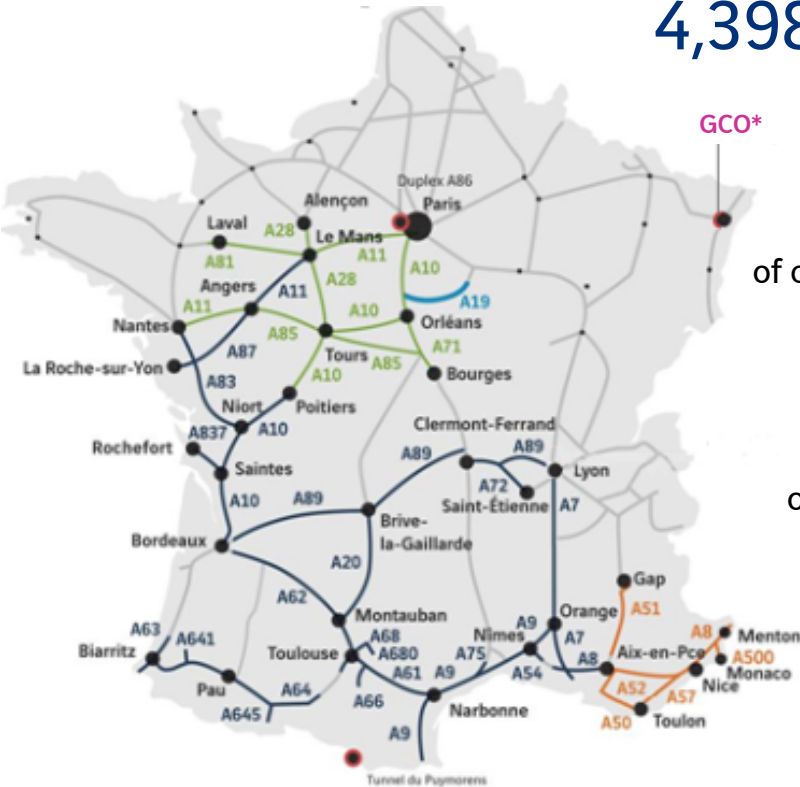 4,398
GCO*
Duplex A86
Paris
Alençon
Laval
A28
Le Mans
A11
A81
A28
A10
of c
Angers
A11
A19
A11
A10
Nantes
Orléans
A85
A71
Tours
A87
A85
La Roche-sur-Yon
A10
Bourges
A83
Niort
Poitiers
Clermont-Ferrand
A837
A10
Rochefort
A89
A89
Saintes
Lyon
A72
A10
A89
Saint-Étienne
A7
Brive-
la-Gaillarde
Bordeaux
A20
Gap
A62
A51
Montauban
Orange
A63
A68
A9
A8
Menton
A641
Nîmes
A7
Biarritz
Toulouse
A680
A75
Aix-en-Pce
A500
A61
A9
A54
A8
Monaco
Pau
A64
A66
A52
A57
Nice
A645
Narbonne
A50
Toulon
A9
Tunnel du Puymorens